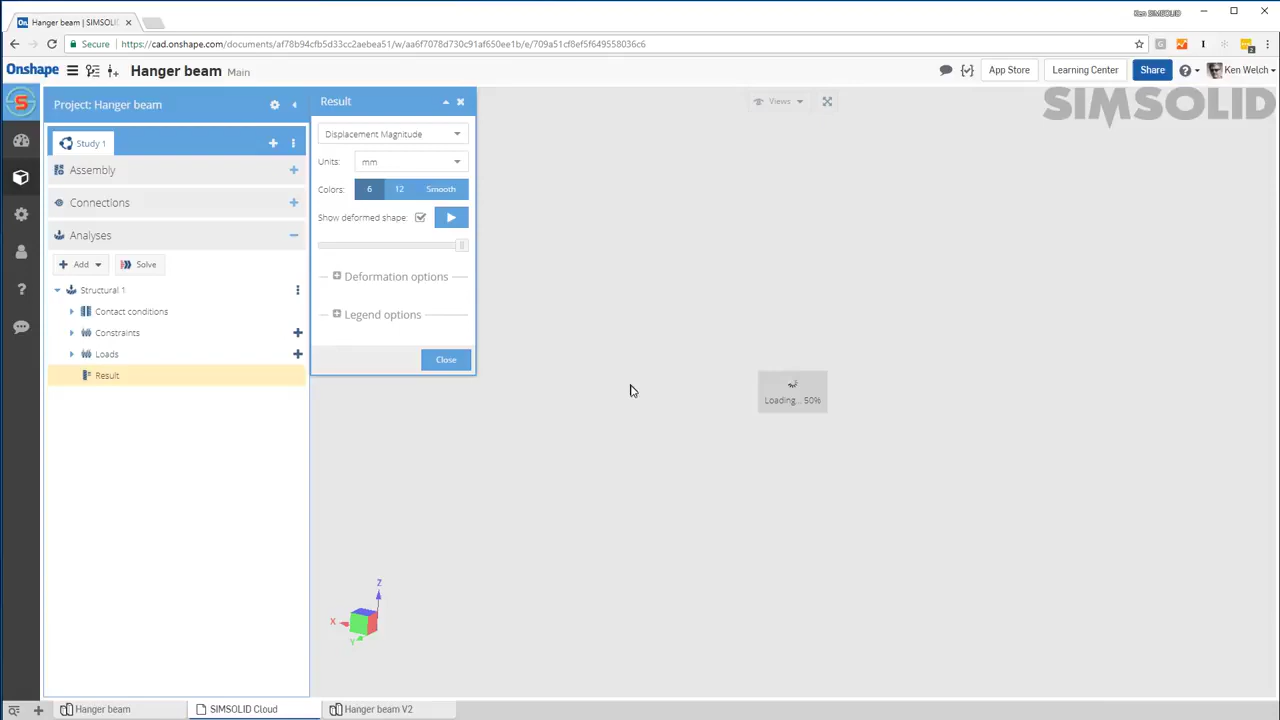 Hanger beam | SIMSOLID
Ken SIMSOLID
Secure
https://cad.onshape.com/documents/af78b94cfb5d33cc2aebea51/w/aa6f7078d730c91af650ee1b/e/709a51cf8ef5f649558036c6
Onshape
Hanger beam Main
App Store
Learning Center
Share
Ken Welch
Project: Hanger beam
Result
Views
SIMSOLID
Study 1
Displacement Magnitude
Assembly
Units: mm
Colors: 6 12 Smooth
Connections
Show deformed shape:
Analyses
Add Solve
Deformation options
Structural 1
Contact conditions
Legend options
Constraints
Loads
Close
Result
Loading... 50%
Z
X
Y
Hanger beam
SIMSOLID Cloud
Hanger beam V2